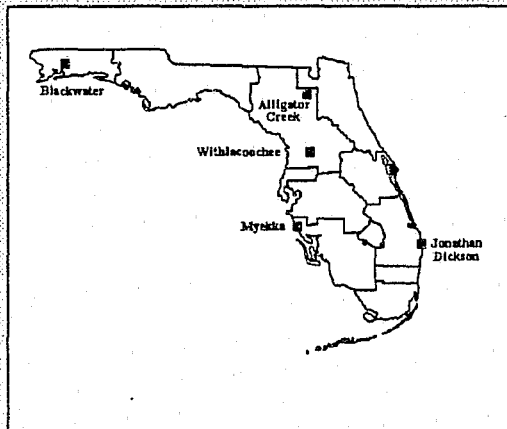 Blackwater
Alligator
Creek
Withlacoochee
Myakka
Jonathan
Dickson